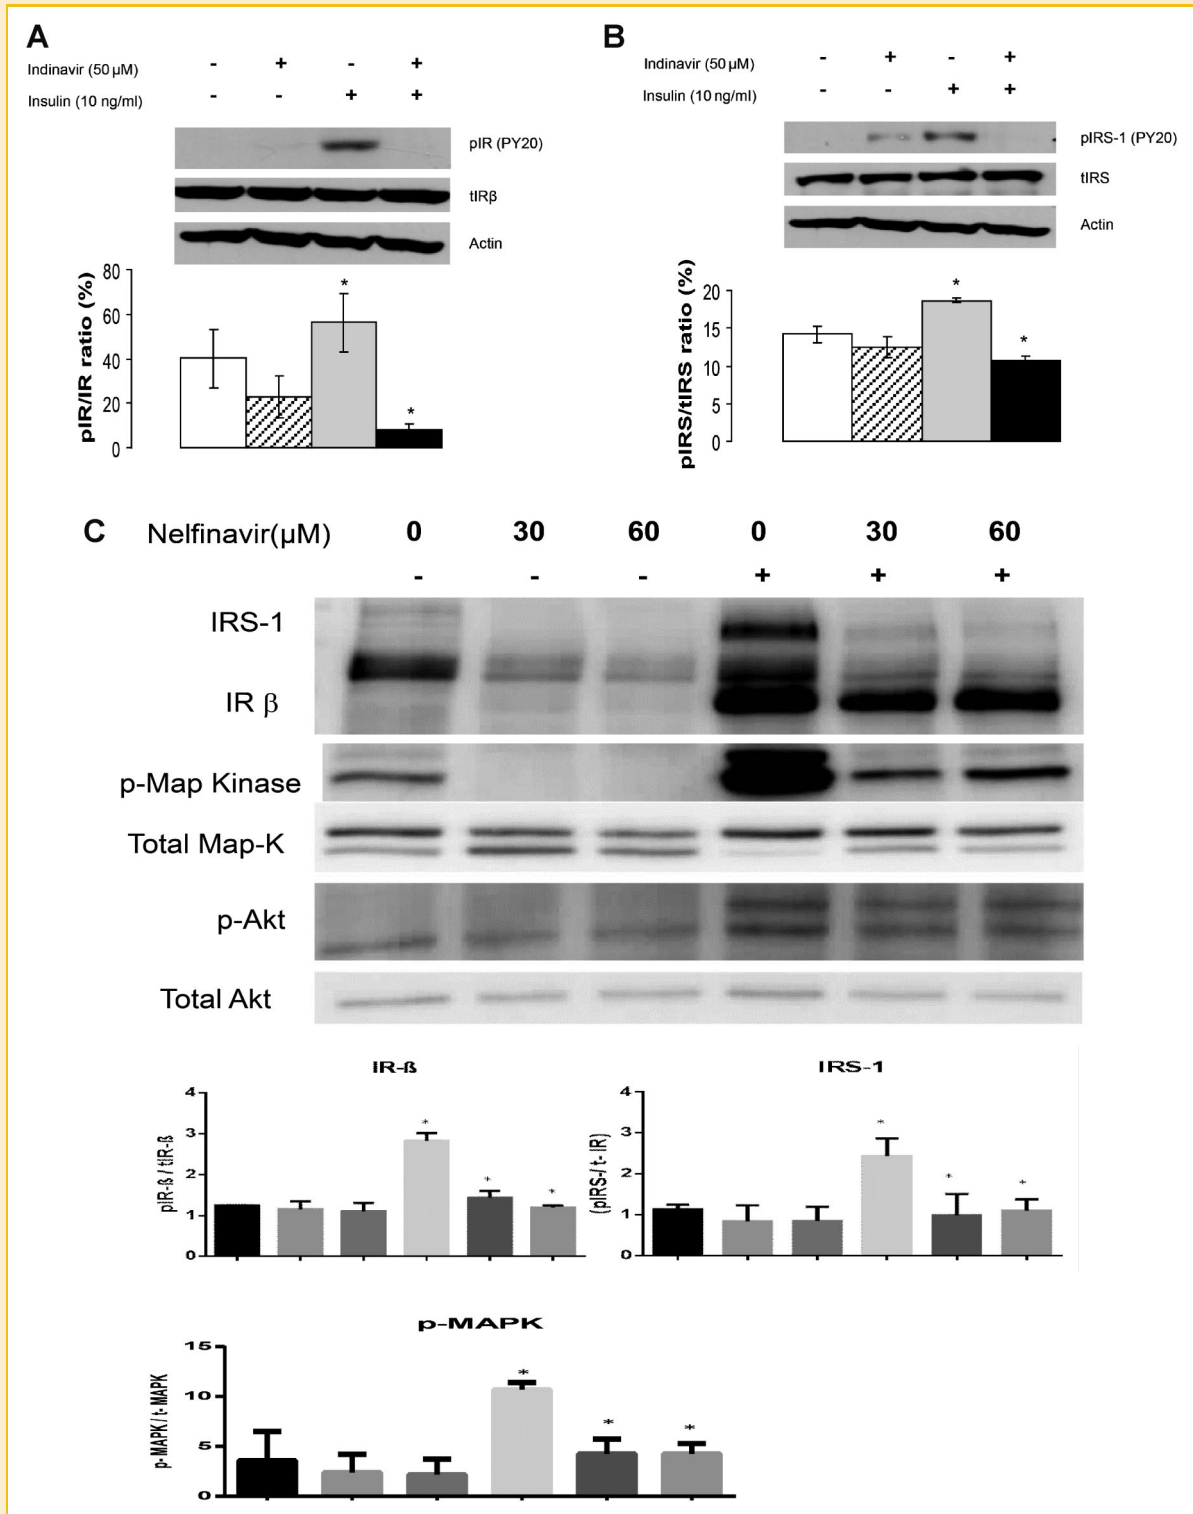 A
Indinavir (50 µM) - + - +
Insulin (10 ng/ml) - - + +
pIR (PY20)
tIRβ
Actin
pIR/IR ratio (%)
80
60
40
20
0
*
*
B
Indinavir (50 µM) - + - +
Insulin (10 ng/ml) - - + +
pIRS-1 (PY20)
tIRS
Actin
pIRS/tIRS ratio (%)
20
15
10
5
0
*
*
C Nelfinavir(µM) 0 30 60 0 30 60
- - - + + +
IRS-1
IR β
p-Map Kinase
Total Map-K
p-Akt
Total Akt
IR-ß
pIR-ß / tIR-ß
4
3
2
1
0
*
*
*
IRS-1
(pIRS-/ t- IR)
4
3
2
1
0
*
*
*
p-MAPK
p- MAPK / t- MAPK
15
10
5
0
*
*
*